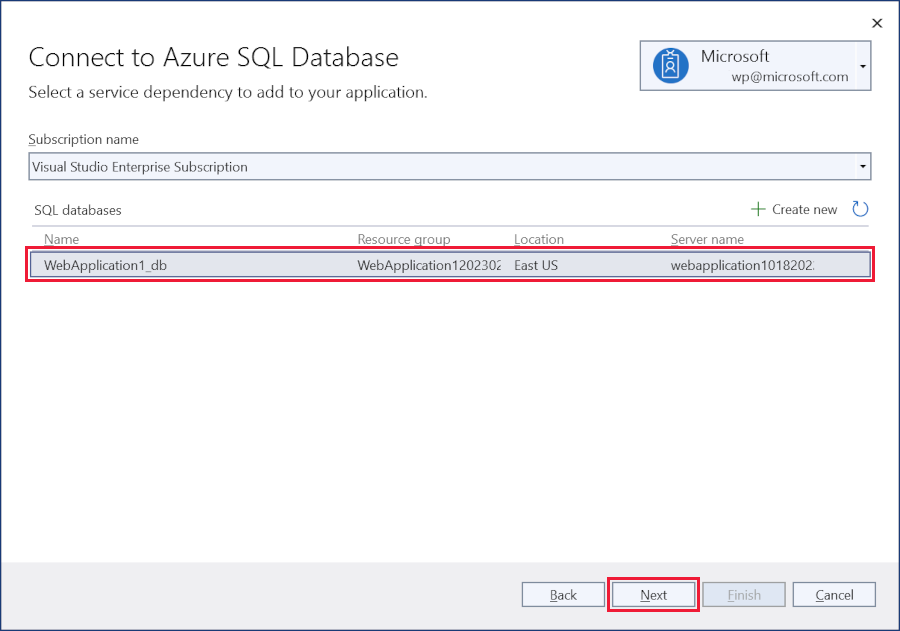 Connect to Azure SQL Database
Select a service dependency to add to your application.
Microsoft
wp@microsoft.com
Subscription name
Visual Studio Enterprise Subscription
SQL databases
Create new
Name Resource group Location Server name
WebApplication1_db WebApplication1202302 East US webapplication1018202
Back Next Finish Cancel